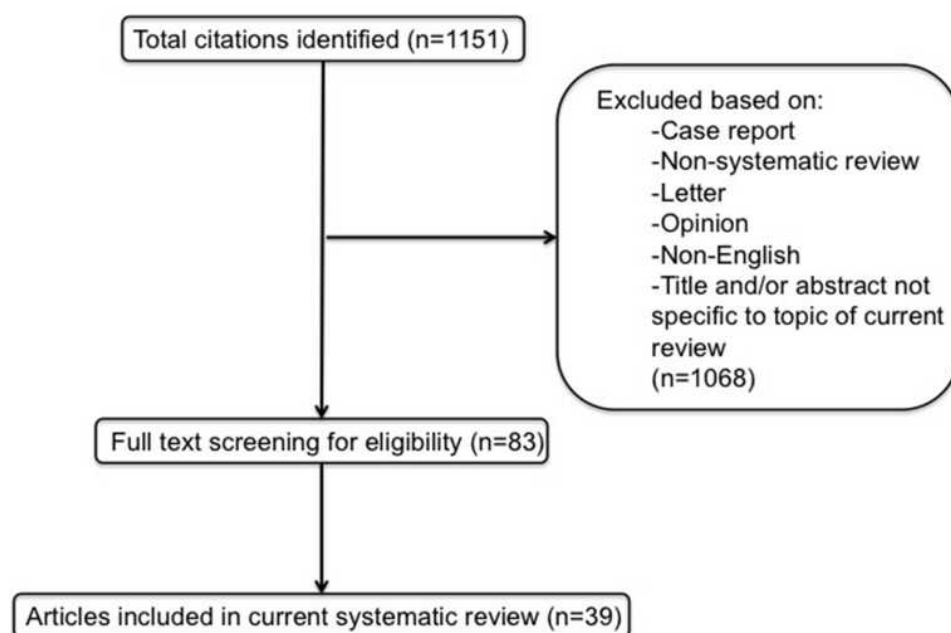 Total citations identified (n=1151)
Excluded based on:
-Case report
-Non-systematic review
-Letter
-Opinion
-Non-English
-Title and/or abstract not
specific to topic of current
review
(n=1068)
Full text screening for eligibility (n=83)
Articles included in current systematic review (n=39)